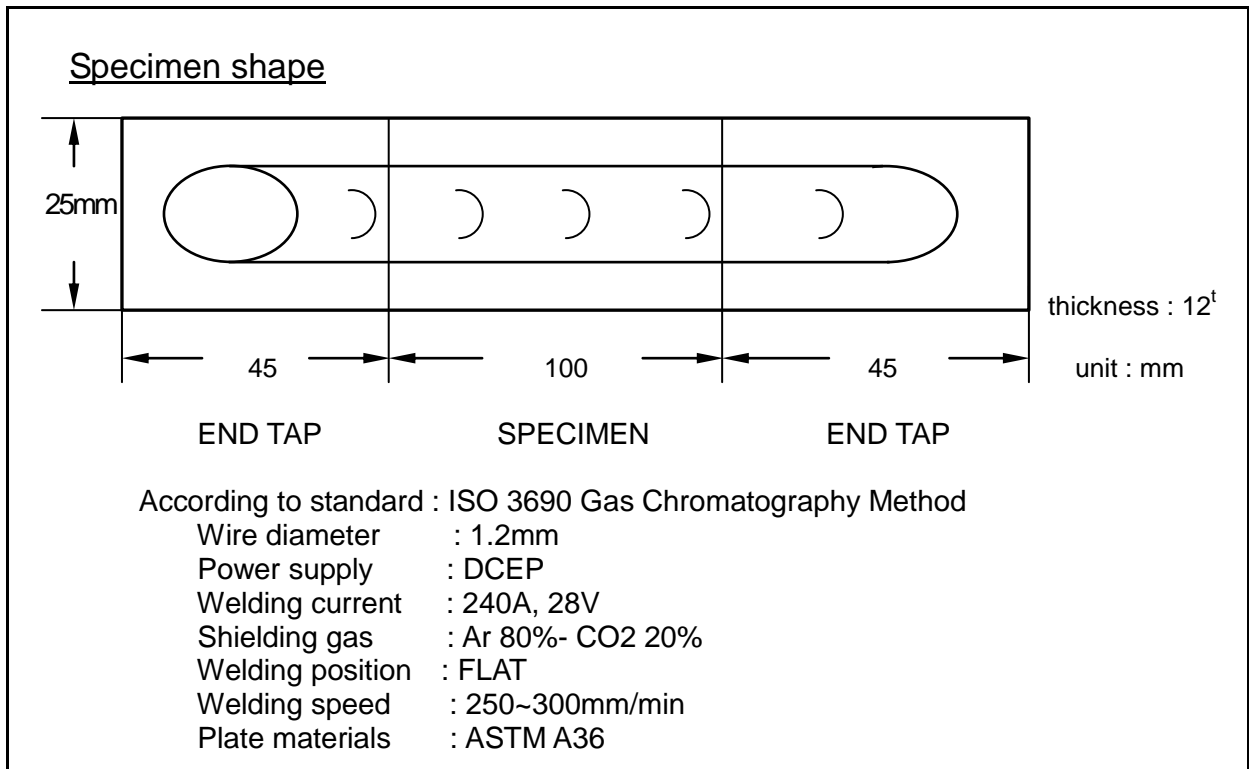 Specimen shape
25mm
thickness : 12t
45 100 45 unit : mm
END TAP SPECIMEN END TAP
According to standard : ISO 3690 Gas Chromatography Method
Wire diameter : 1.2mm
Power supply : DCEP
Welding current : 240A, 28V
Shielding gas : Ar 80%- CO2 20%
Welding position : FLAT
Welding speed : 250~300mm/min
Plate materials : ASTM A36